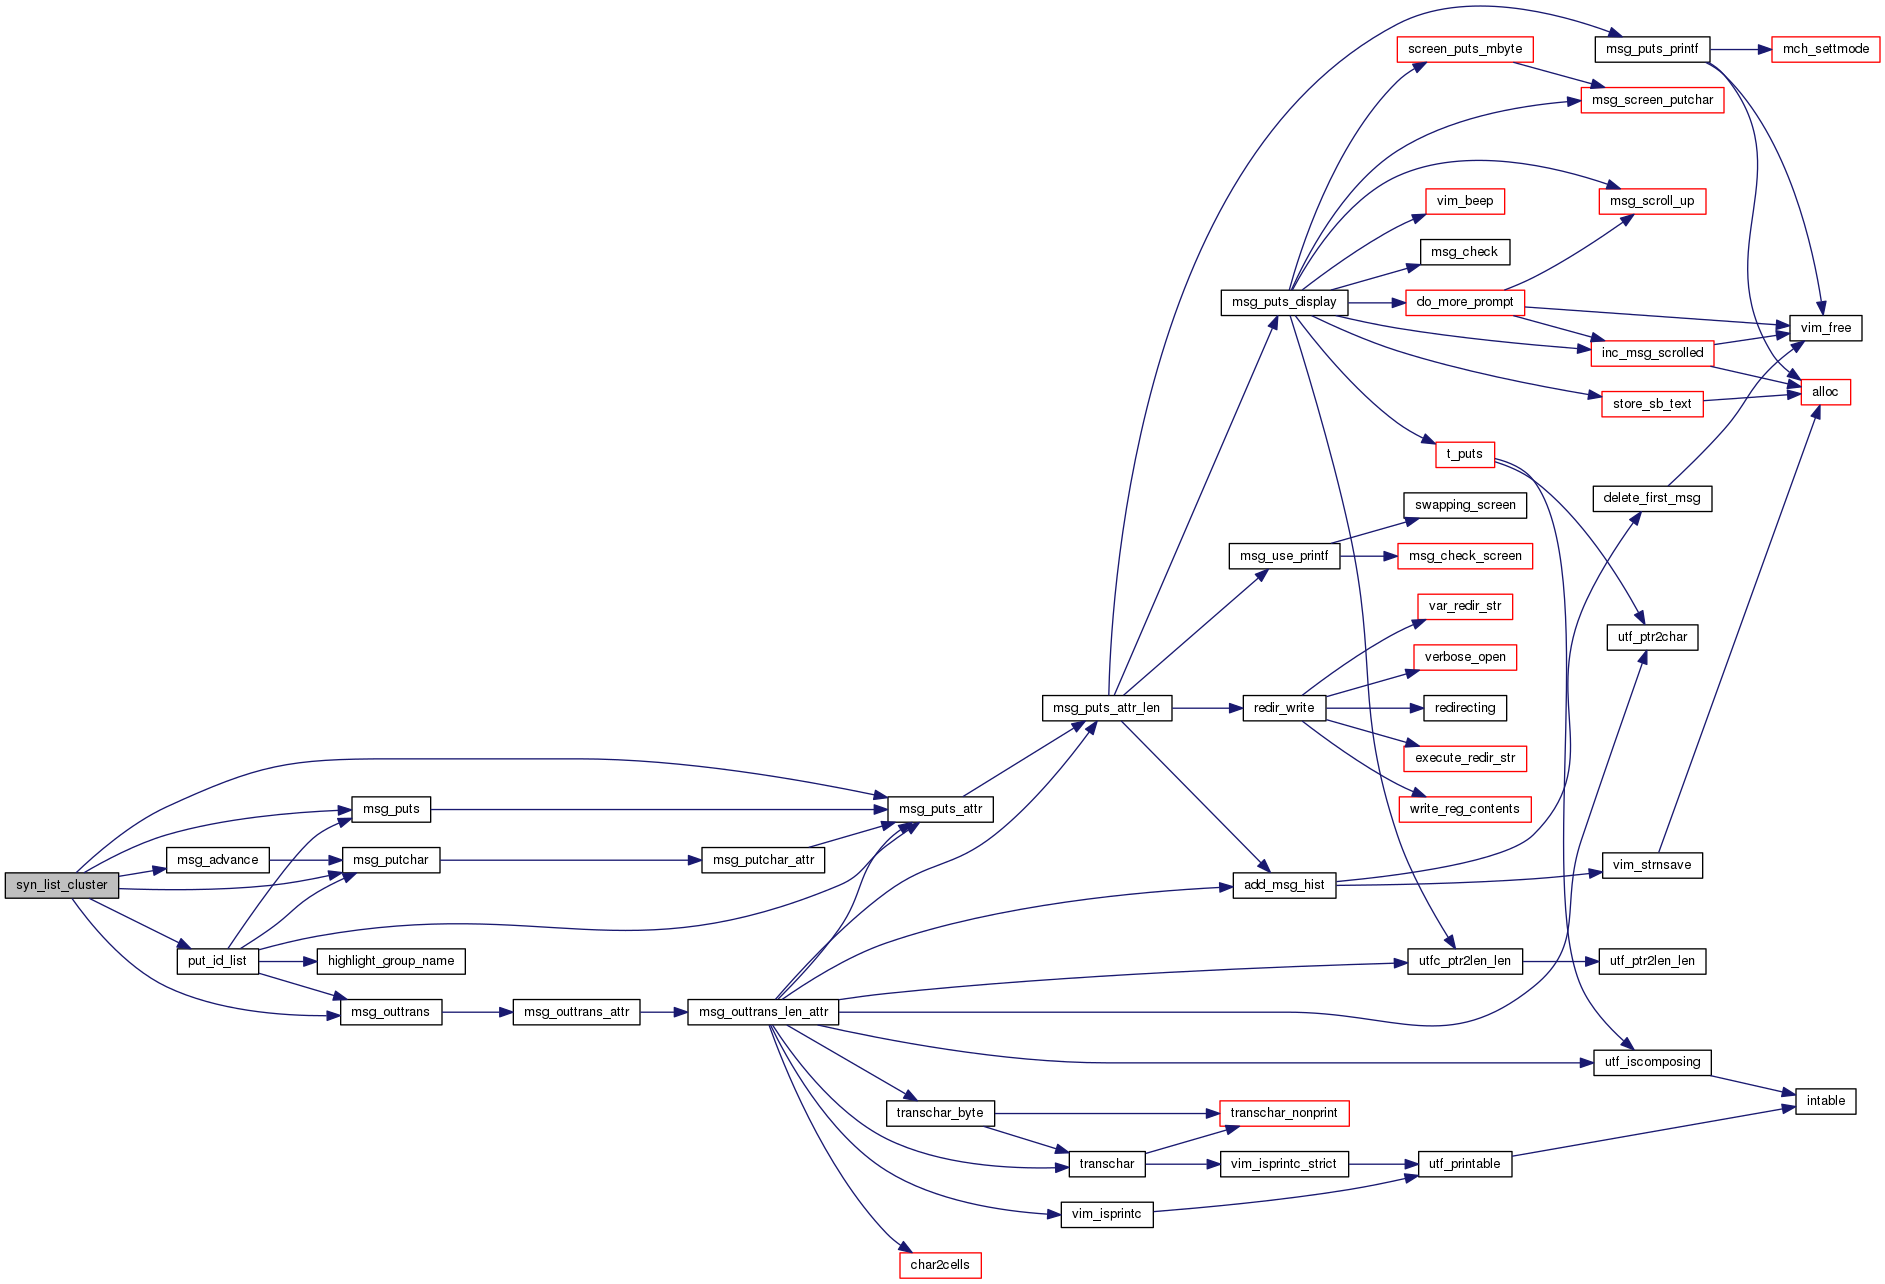 screen_puts_mbyte
msg_puts_printf
mch_settmode
msg_screen_putchar
vim_beep
msg_scroll_up
msg_check
msg_puts_display
do_more_prompt
vim_free
inc_msg_scrolled
alloc
store_sb_text
t_puts
delete_first_msg
swapping_screen
msg_use_printf
msg_check_screen
var_redir_str
utf_ptr2char
verbose_open
msg_puts_attr_len
redir_write
redirecting
execute_redir_str
msg_puts
msg_puts_attr
write_reg_contents
msg_advance
msg_putchar
msg_putchar_attr
vim_strnsave
syn_list_cluster
add_msg_hist
put_id_list
highlight_group_name
utfc_ptr2len_len
utf_ptr2len_len
msg_outtrans
msg_outtrans_attr
msg_outtrans_len_attr
utf_iscomposing
intable
transchar_byte
transchar_nonprint
transchar
vim_isprintc_strict
utf_printable
vim_isprintc
char2cells